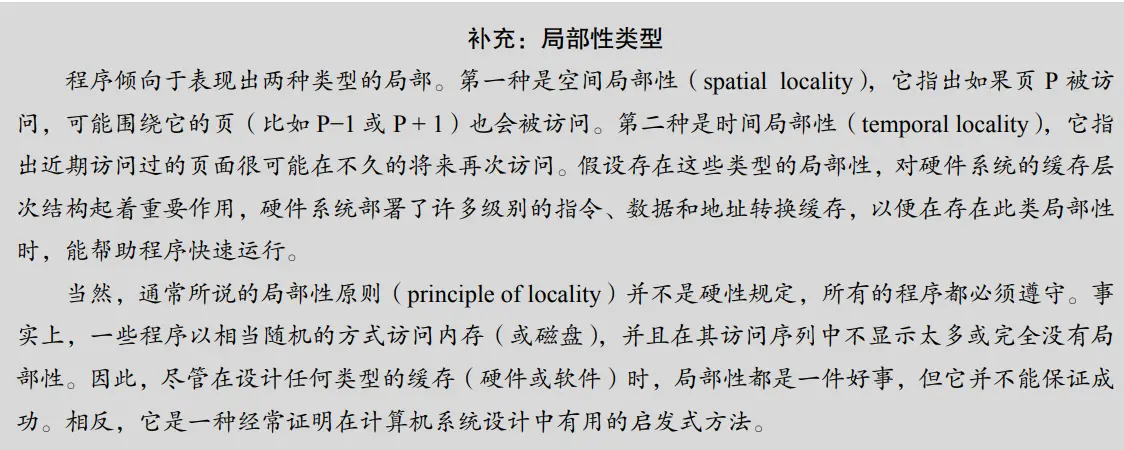 补充：局部性类型
程序倾向于表现出两种类型的局部。第一种是空间局部性（spatial locality），它指出如果页 P 被访
问，可能围绕它的页（比如 P−1 或 P + 1）也会被访问。第二种是时间局部性（temporal locality），它指
出近期访问过的页面很可能在不久的将来再次访问。假设存在这些类型的局部性，对硬件系统的缓存层
次结构起着重要作用，硬件系统部署了许多级别的指令、数据和地址转换缓存，以便在存在此类局部性
时，能帮助程序快速运行。
当然，通常所说的局部性原则（principle of locality）并不是硬性规定，所有的程序都必须遵守。事
实上，一些程序以相当随机的方式访问内存（或磁盘），并且在其访问序列中不显示太多或完全没有局
部性。因此，尽管在设计任何类型的缓存（硬件或软件）时，局部性都是一件好事，但它并不能保证成
功。相反，它是一种经常证明在计算机系统设计中有用的启发式方法。